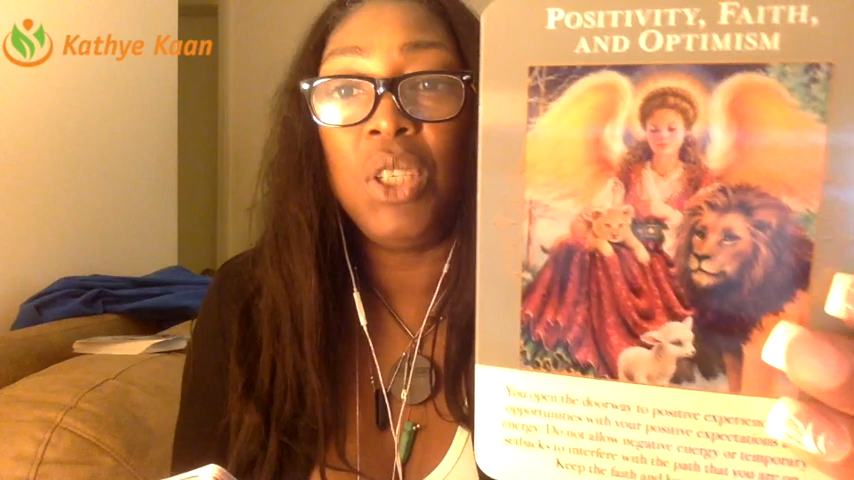 Kathye Kaan
POSITIVITY, FAITH,
AND OPTIMISM
You open the doorway to positive
opportunities with your positive expectations
energy. Do not allow negative energy or temporary
setbacks to interfere with the path that you are
Keep the faith and